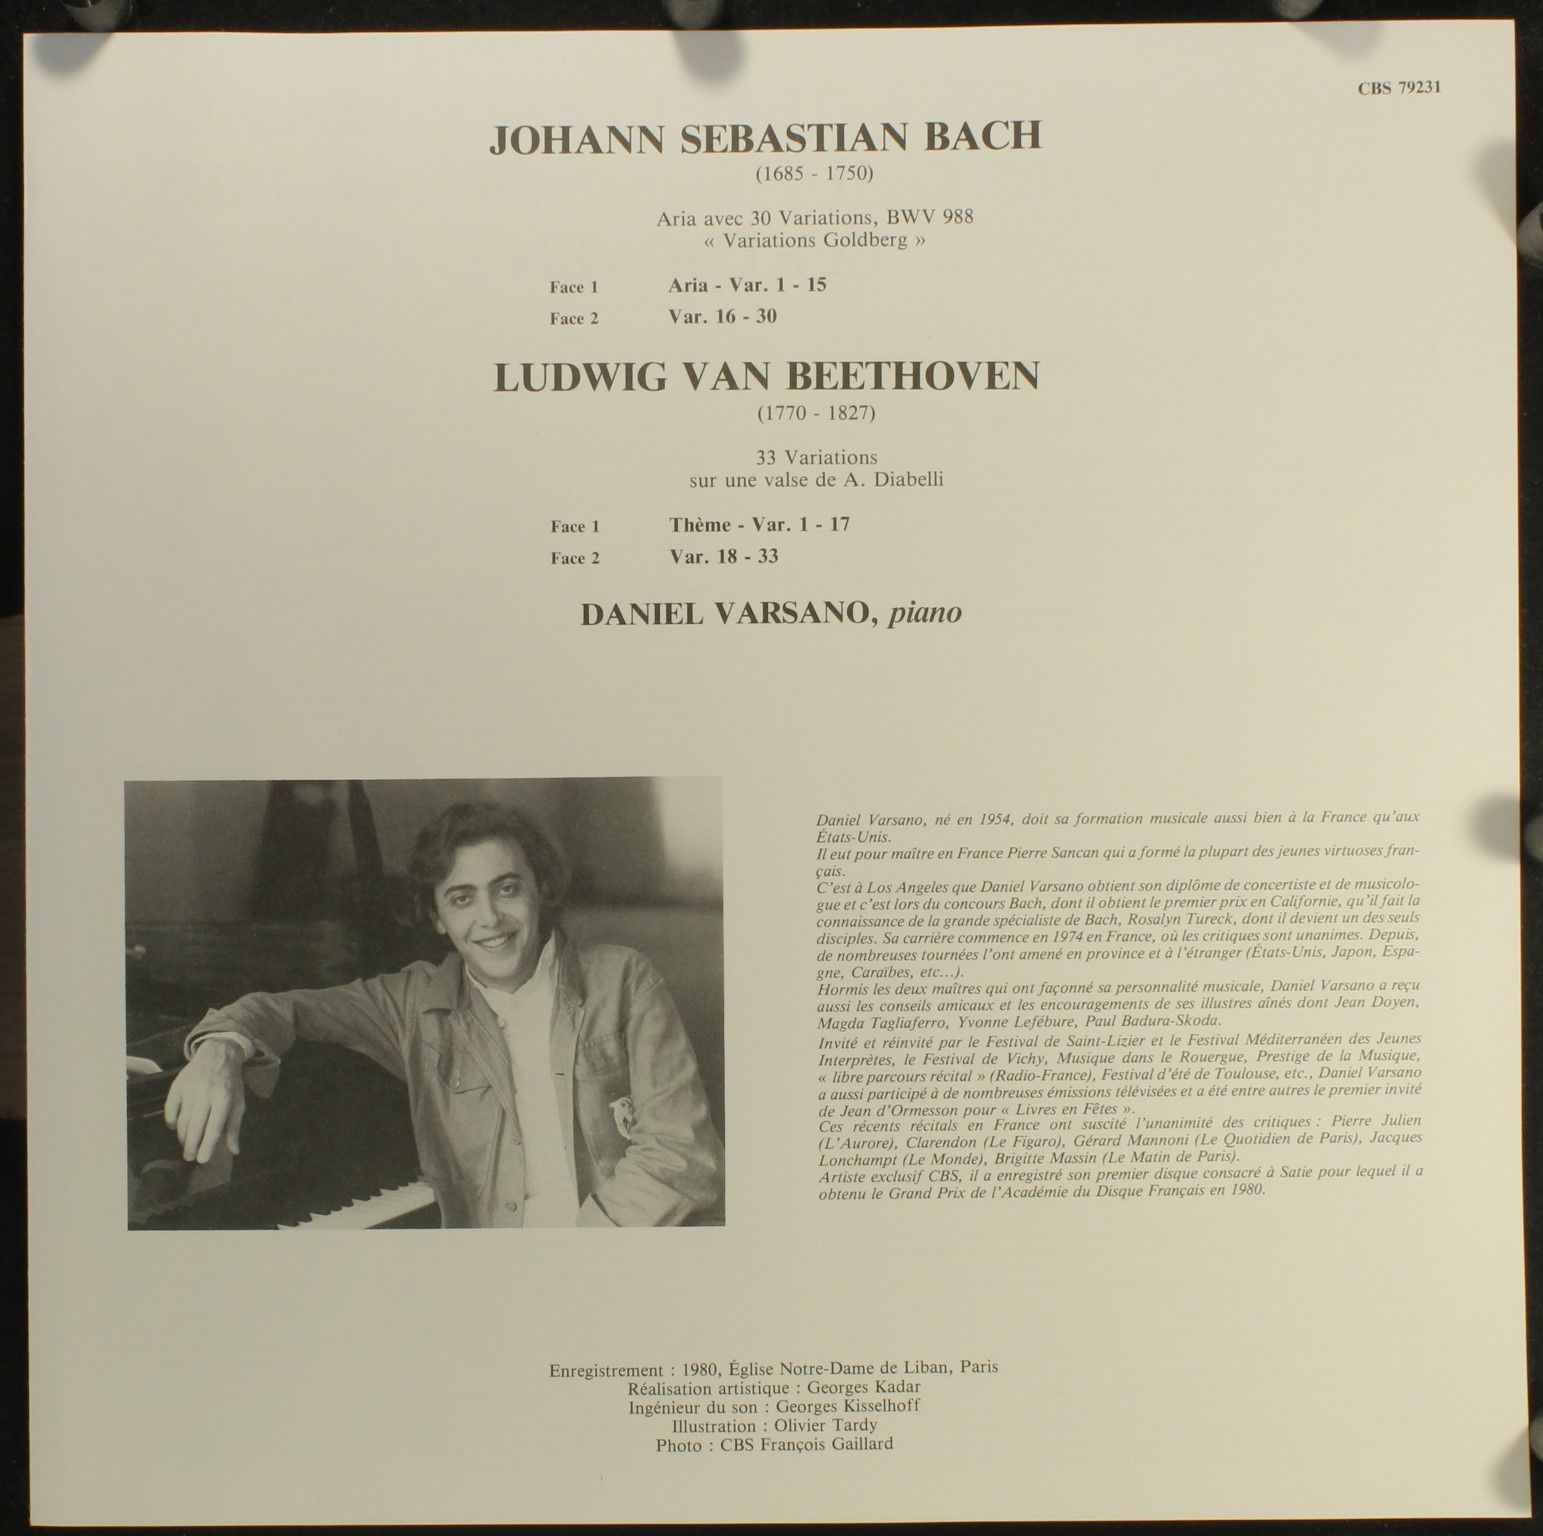 CBS 79231
JOHANN SEBASTIAN BACH
(1685 - 1750)
Aria avec 30 Variations, BWV 988
« Variations Goldberg »
Face 1 Aria - Var. 1 - 15
Face 2 Var. 16 - 30
LUDWIG VAN BEETHOVEN
(1770 - 1827)
33 Variations
sur une valse de A. Diabelli
Face 1 Thème - Var. 1 - 17
Face 2 Var. 18 - 33
DANIEL VARSANO, piano
Daniel Varsano, né en 1954, doit sa formation musicale aussi bien à la France qu'aux
États-Unis.
Il eut pour maître en France Pierre Sancan qui a formé la plupart des jeunes virtuoses fran-
çais.
C'est à Los Angeles que Daniel Varsano obtient son diplôme de concertiste et de musicolo-
gue et c'est lors du concours Bach, dont il obtient le premier prix en Californie, qu'il fait la
connaissance de la grande spécialiste de Bach, Rosalyn Tureck, dont il devient un des seuls
disciples. Sa carrière commence en 1974 en France, où les critiques sont unanimes. Depuis,
de nombreuses tournées l'ont amené en province et à l'étranger (États-Unis, Japon, Espa-
gne, Caraïbes, etc...).
Hormis les deux maîtres qui ont façonné sa personnalité musicale, Daniel Varsano a reçu
aussi les conseils amicaux et les encouragements de ses illustres aînés dont Jean Doyen,
Magda Tagliaferro, Yvonne Lefébure, Paul Badura-Skoda.
Invité et réinvité par le Festival de Saint-Lizier et le Festival Méditerranéen des Jeunes
Interprètes, le Festival de Vichy, Musique dans le Rouergue, Prestige de la Musique,
« libre parcours récital » (Radio-France), Festival d'été de Toulouse, etc., Daniel Varsano
a aussi participé à de nombreuses émissions télévisées et a été entre autres le premier invité
de Jean d'Ormesson pour « Livres en Fêtes ».
Ces récents récitals en France ont suscité l'unanimité des critiques : Pierre Julien
(L'Aurore), Clarendon (Le Figaro), Gérard Mannoni (Le Quotidien de Paris), Jacques
Lonchampt (Le Monde), Brigitte Massin (Le Matin de Paris).
Artiste exclusif CBS, il a enregistré son premier disque consacré à Satie pour lequel il a
obtenu le Grand Prix de l'Académie du Disque Français en 1980.
Enregistrement : 1980, Église Notre-Dame de Liban, Paris
Réalisation artistique : Georges Kadar
Ingénieur du son : Georges Kisselhoff
Illustration : Olivier Tardy
Photo : CBS François Gaillard